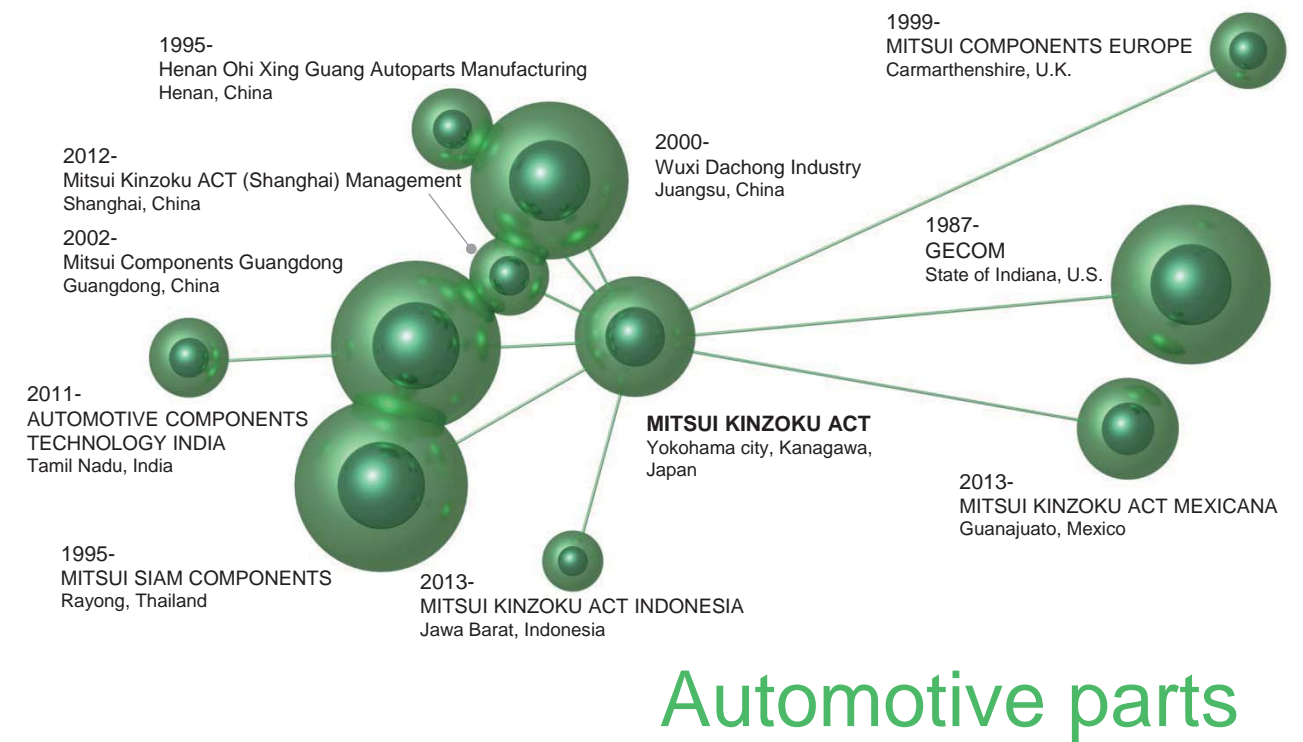 1995-
Henan Ohi Xing Guang Autoparts Manufacturing
Henan, China
1999-
MITSUI COMPONENTS EUROPE
Carmarthenshire, U.K.
2012-
Mitsui Kinzoku ACT (Shanghai) Management
Shanghai, China
2000-
Wuxi Dachong Industry
Juangsu, China
2002-
Mitsui Components Guangdong
Guangdong, China
1987-
GECOM
State of Indiana, U.S.
2011-
AUTOMOTIVE COMPONENTS
TECHNOLOGY INDIA
Tamil Nadu, India
MITSUI KINZOKU ACT
Yokohama city, Kanagawa,
Japan
2013-
MITSUI KINZOKU ACT MEXICANA
Guanajuato, Mexico
1995-
MITSUI SIAM COMPONENTS
Rayong, Thailand
2013-
MITSUI KINZOKU ACT INDONESIA
Jawa Barat, Indonesia
Automotive parts